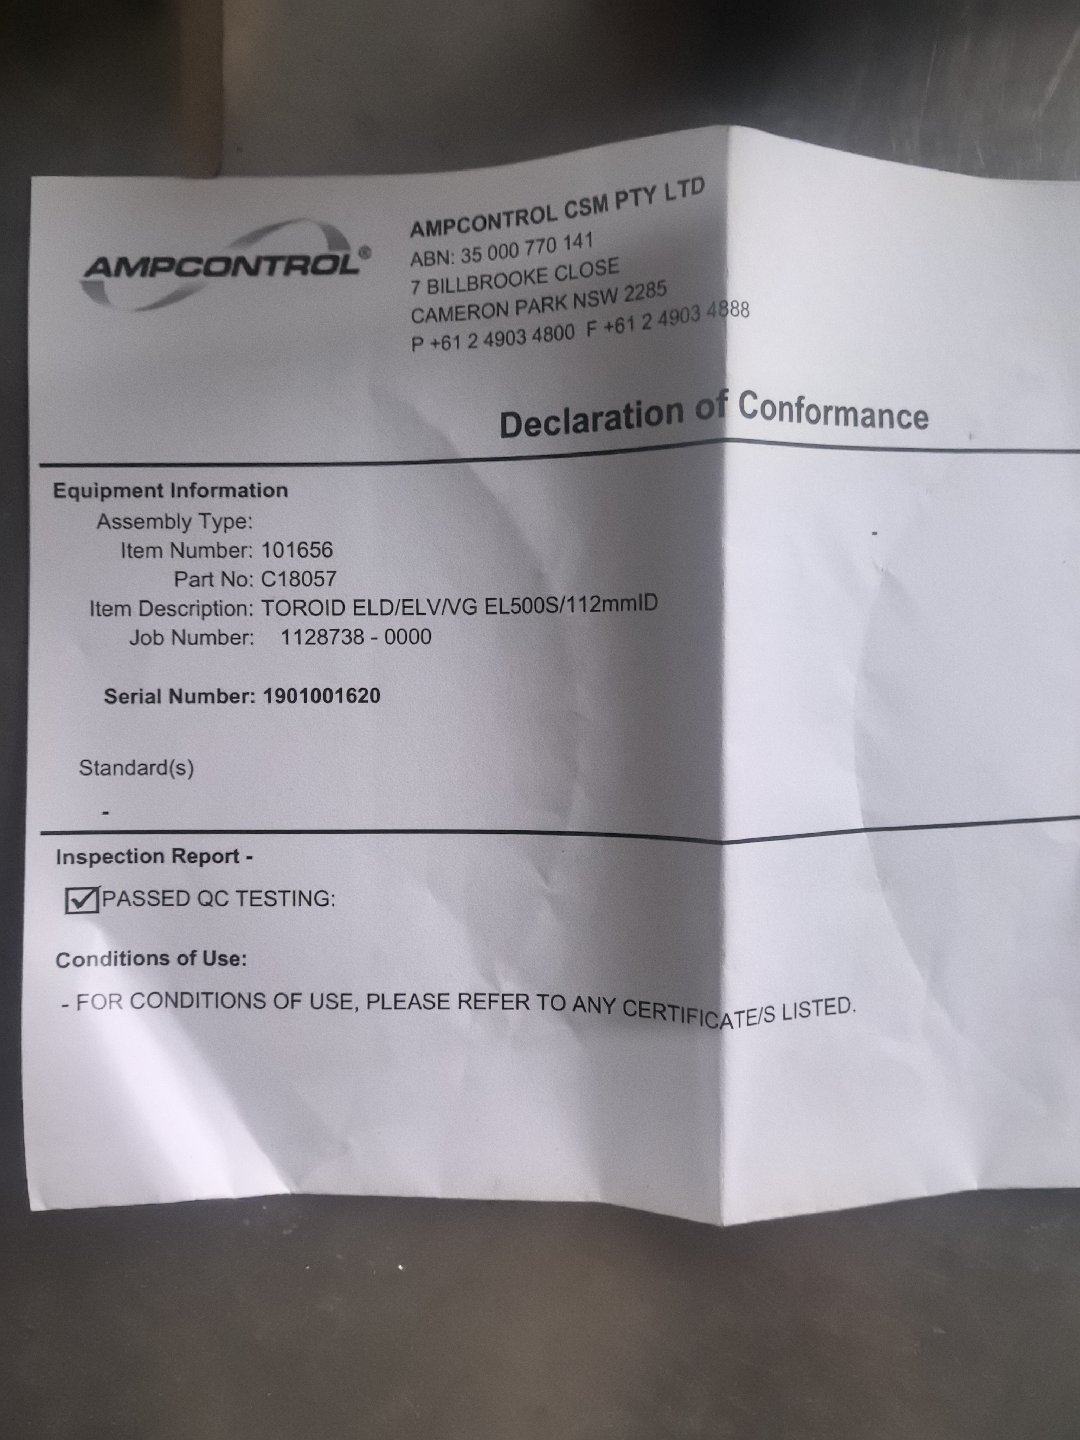 AMPCONTROL®
AMPCONTROL CSM PTY LTD
ABN: 35 000 770 141
7 BILLBROOKE CLOSE
CAMERON PARK NSW 2285
P +61 2 4903 4800 F +61 2 4903 4888
Declaration of Conformance
Equipment Information
Assembly Type:
Item Number: 101656
Part No: C18057
Item Description: TOROID ELD/ELV/VG EL500S/112mmID
Job Number: 1128738 - 0000
Serial Number: 1901001620
Standard(s)
-
Inspection Report -
PASSED QC TESTING:
Conditions of Use:
- FOR CONDITIONS OF USE, PLEASE REFER TO ANY CERTIFICATE/S LISTED.